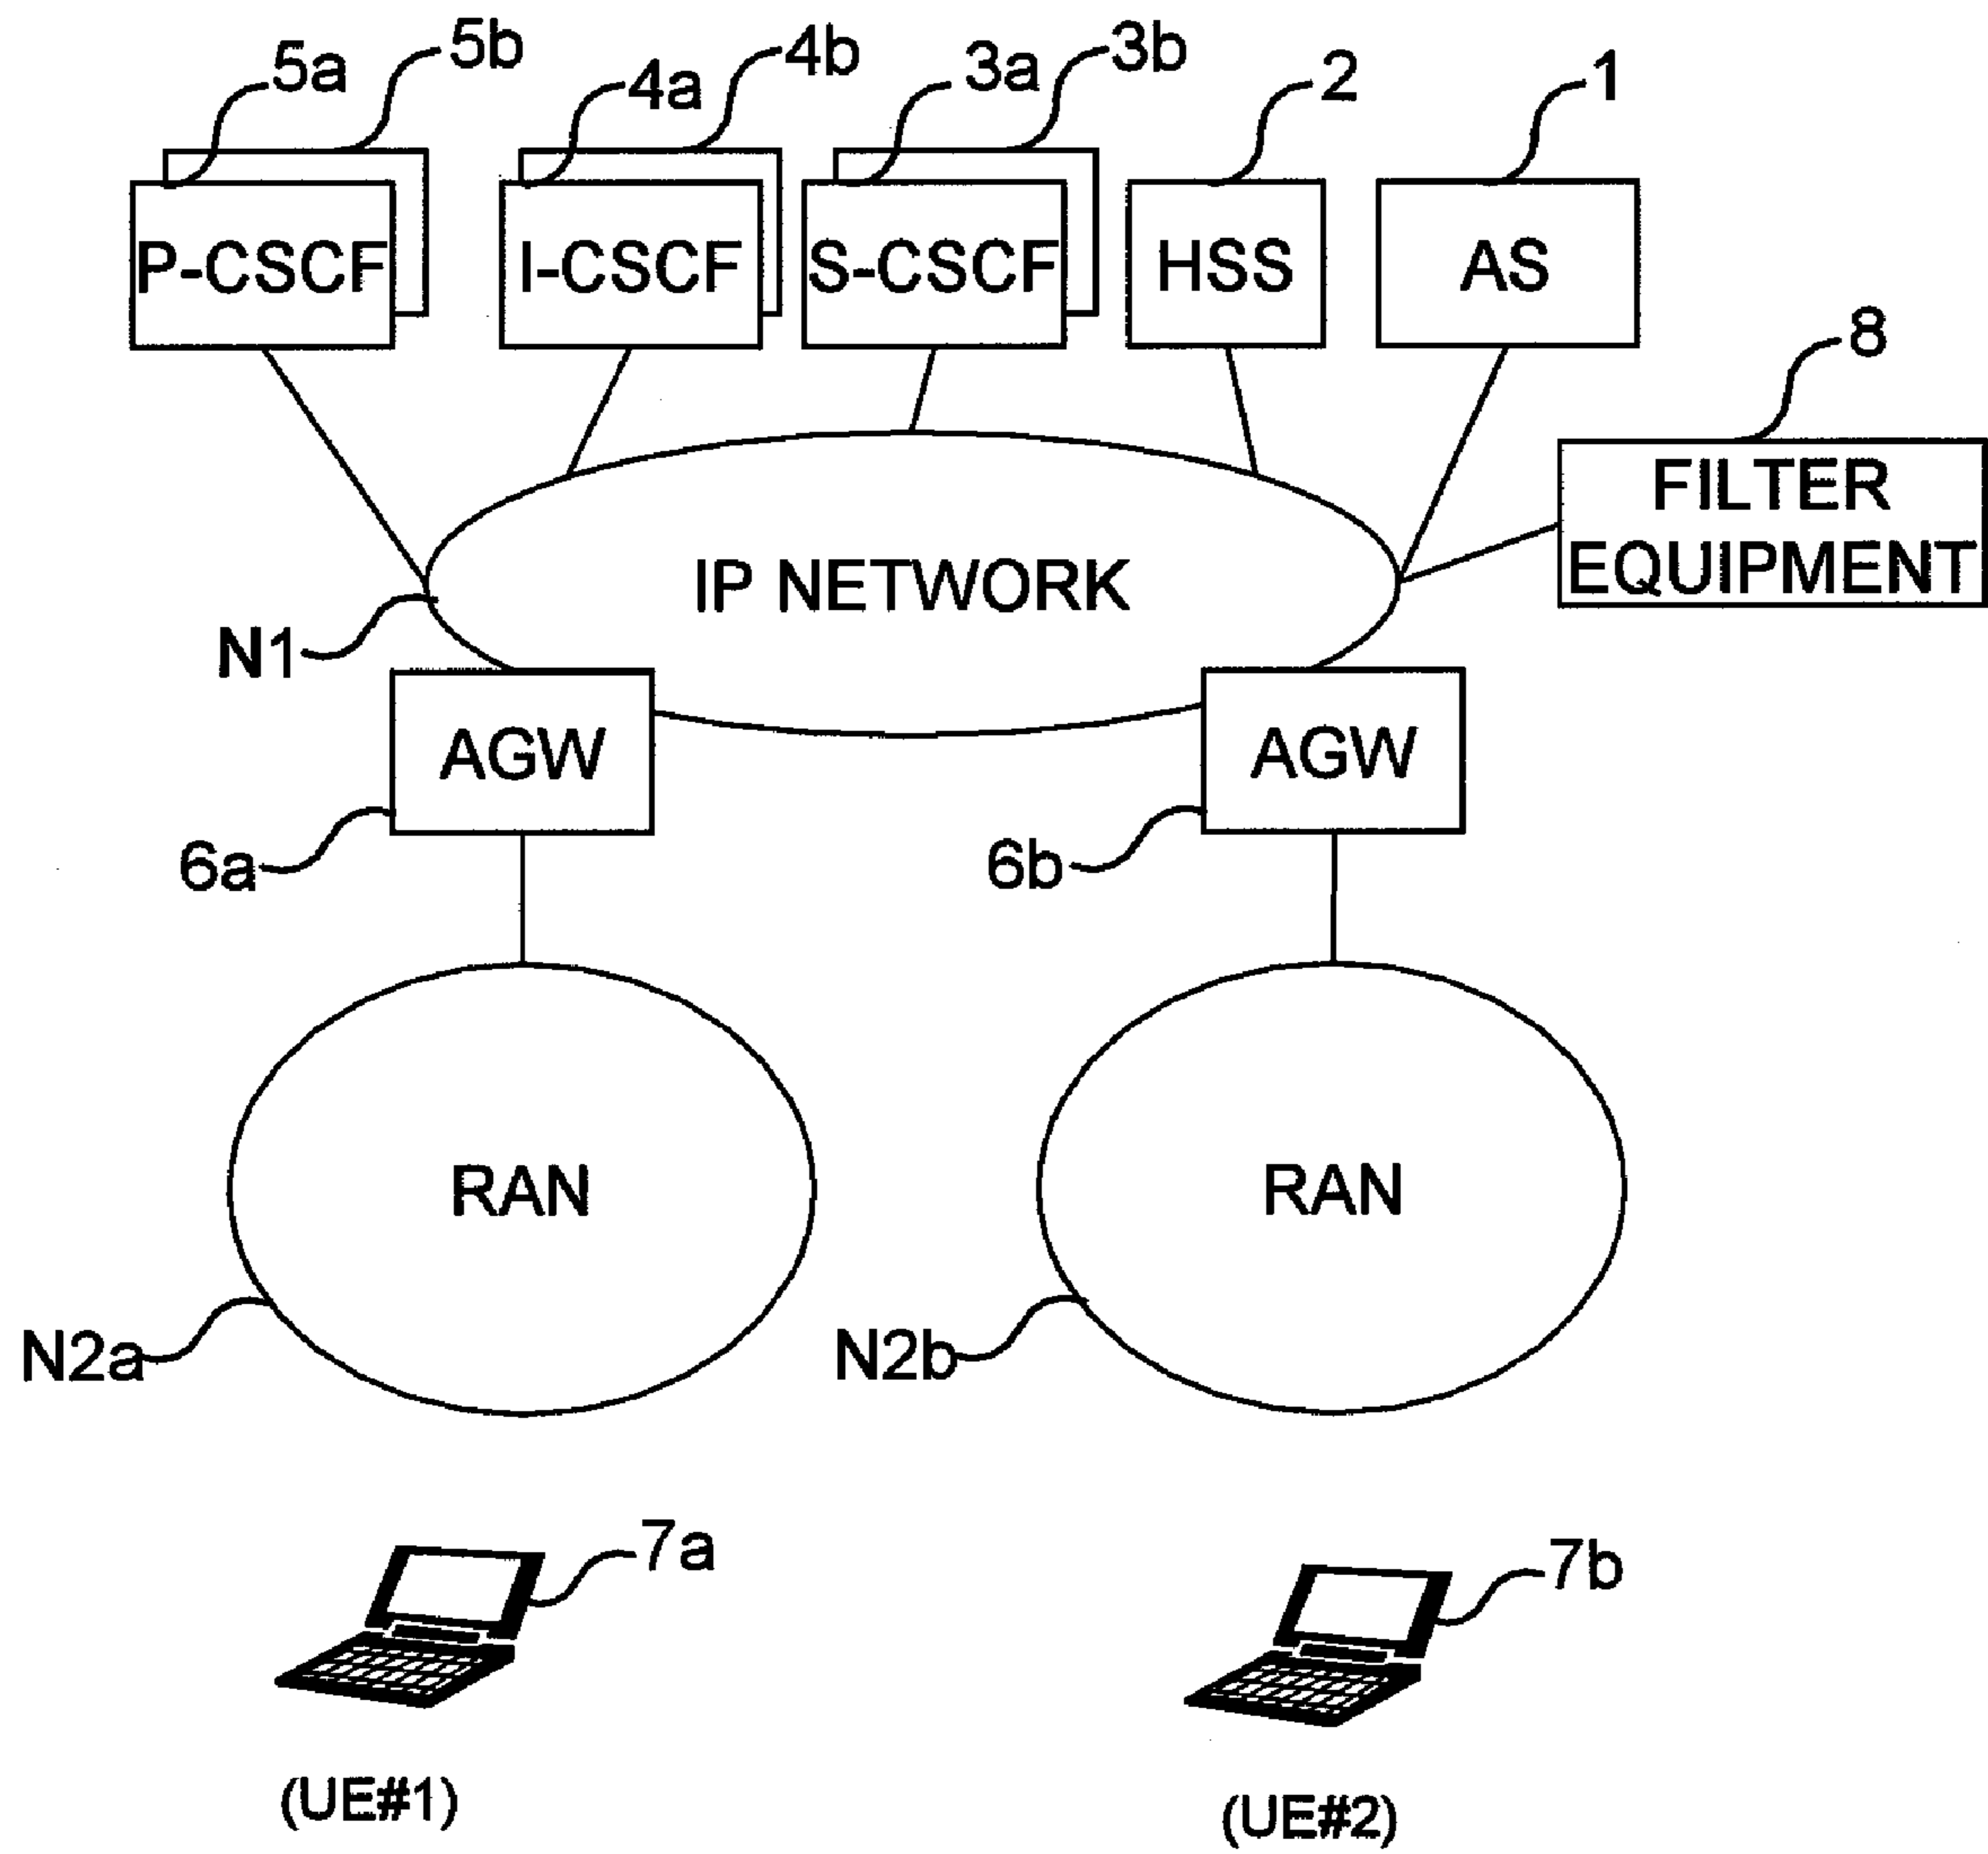 5a
5b
4a
4b
3a
3b
2
1
P-CSCF
I-CSCF
S-CSCF
HSS
AS
8
FILTER
EQUIPMENT
IP NETWORK
N1
AGW
AGW
6a
6b
RAN
RAN
N2a
N2b
7a
7b
(UE#1)
(UE#2)